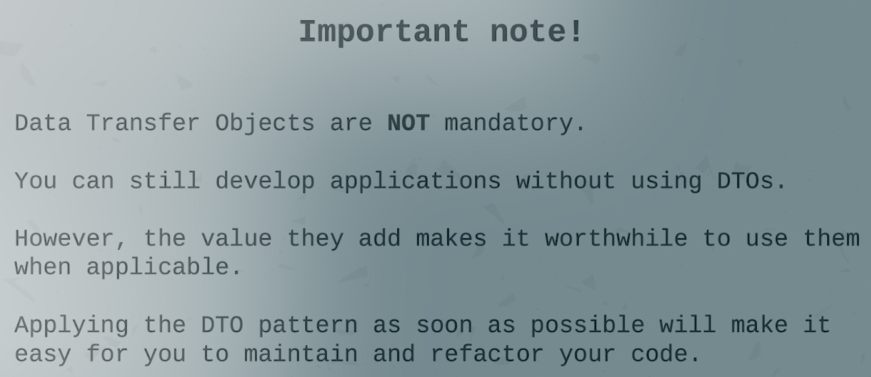 Important note!
Data Transfer Objects are NOT mandatory.
You can still develop applications without using DTOs.
However, the value they add makes it worthwhile to use them
when applicable.
Applying the DTO pattern as soon as possible will make it
easy for you to maintain and refactor your code.